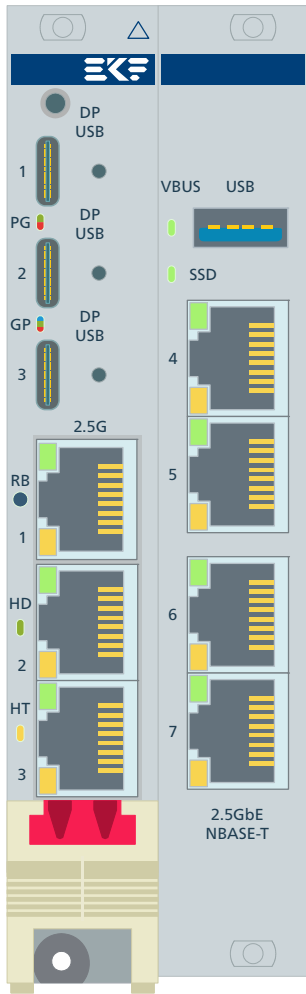 EKF
DP
USB
1
PG
DP
USB
2
GP
DP
USB
3
2.5G
RB
1
HD
2
HT
3
VBUS USB
SSD
4
5
6
7
2.5GbE
NBASE-T